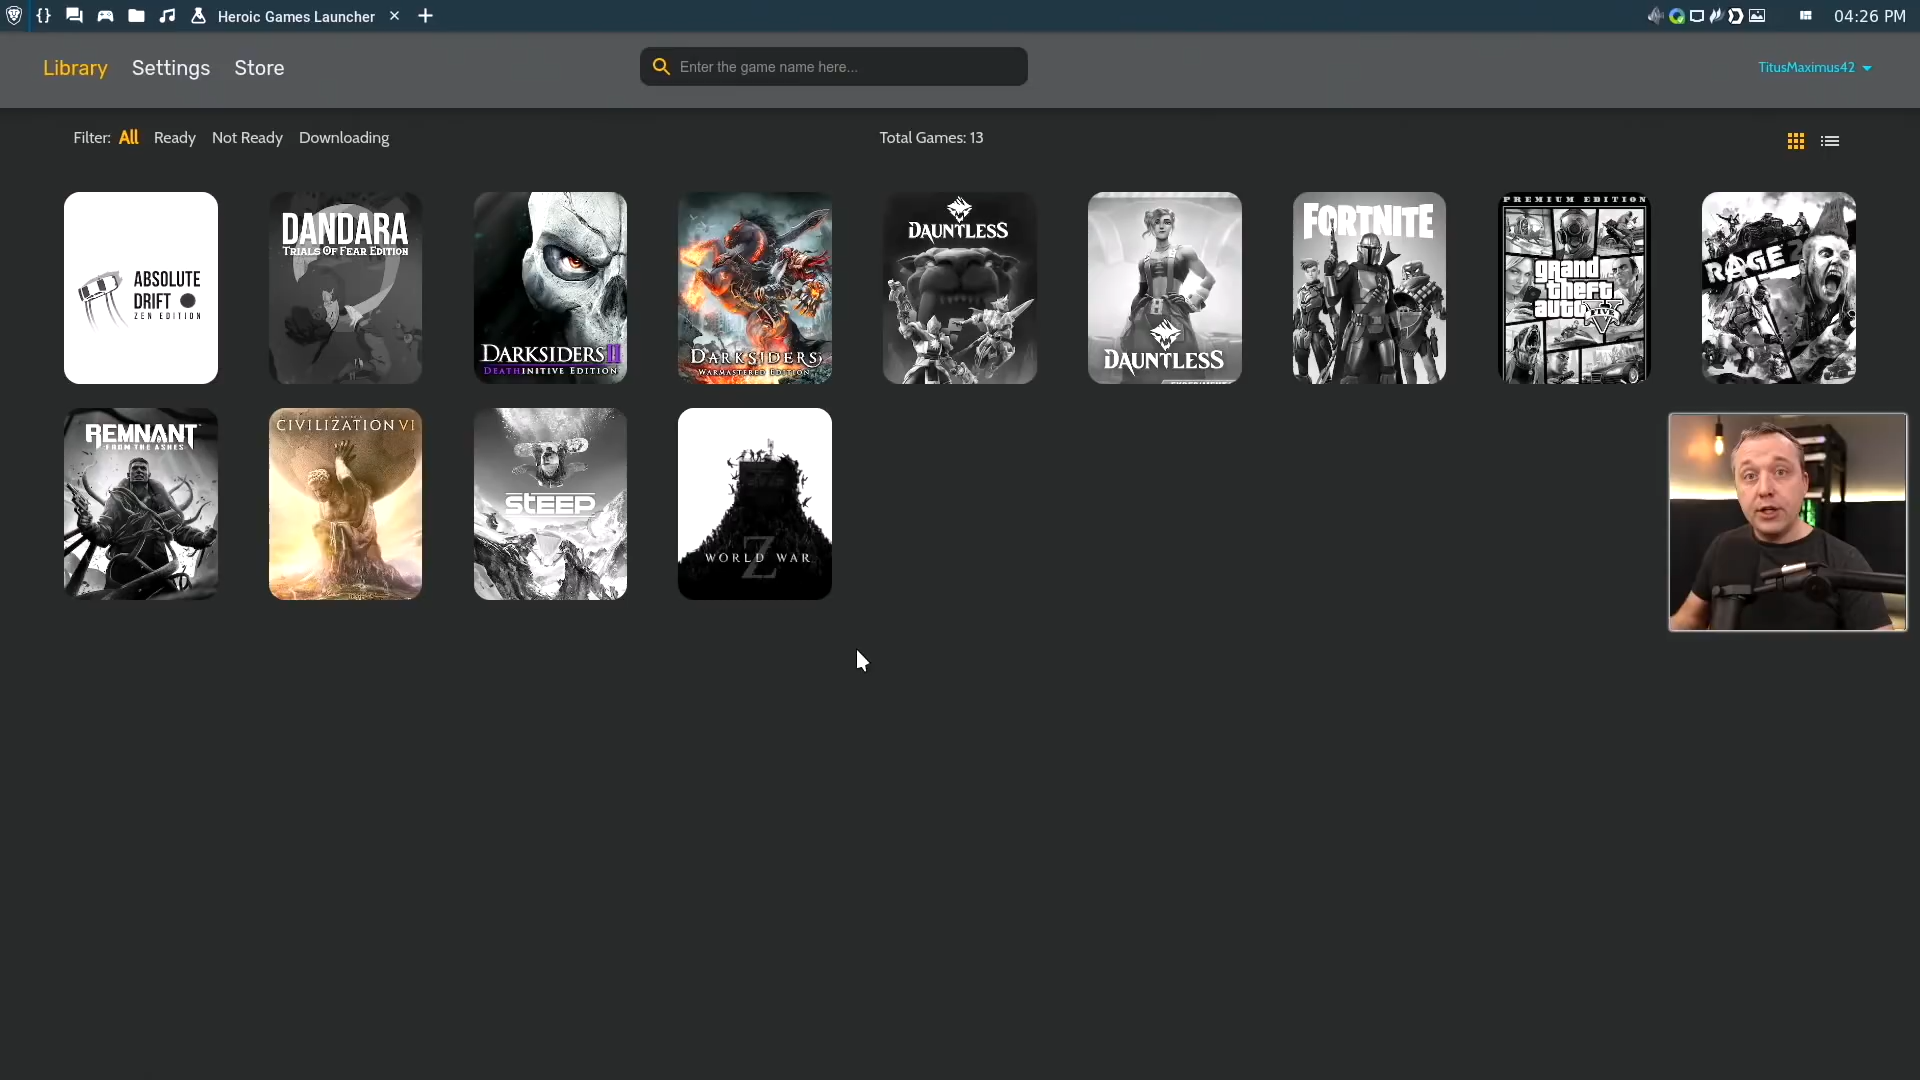 Heroic Games Launcher
04:26 PM
Library Settings Store
Enter the game name here...
TitusMaximus42
Filter: All Ready Not Ready Downloading
Total Games: 13
ABSOLUTE
DRIFT
ZEN EDITION
DANDARA
TRIALS OF FEAR EDITION
DARKSIDERS II
DEATHINITIVE EDITION
DARKSIDERS
WARMASTERED EDITION
DAUNTLESS
DAUNTLESS
FORTNITE
PREMIUM EDITION
grand
theft
auto
V
FIVE
RAGE 2
REMNANT
FROM THE ASHES
CIVILIZATION VI
STEEP
WORLD WAR
Z